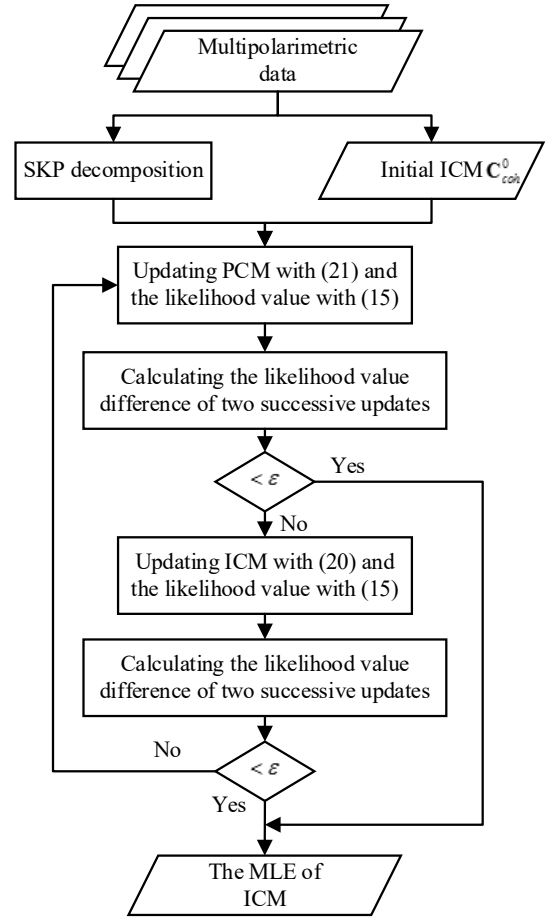 Multipolarimetric
data
SKP decomposition
Initial ICM C⁰coh
Updating PCM with (21) and
the likelihood value with (15)
Calculating the likelihood value
difference of two successive updates
< ε
Yes
No
Updating ICM with (20) and
the likelihood value with (15)
Calculating the likelihood value
difference of two successive updates
No
< ε
Yes
The MLE of
ICM